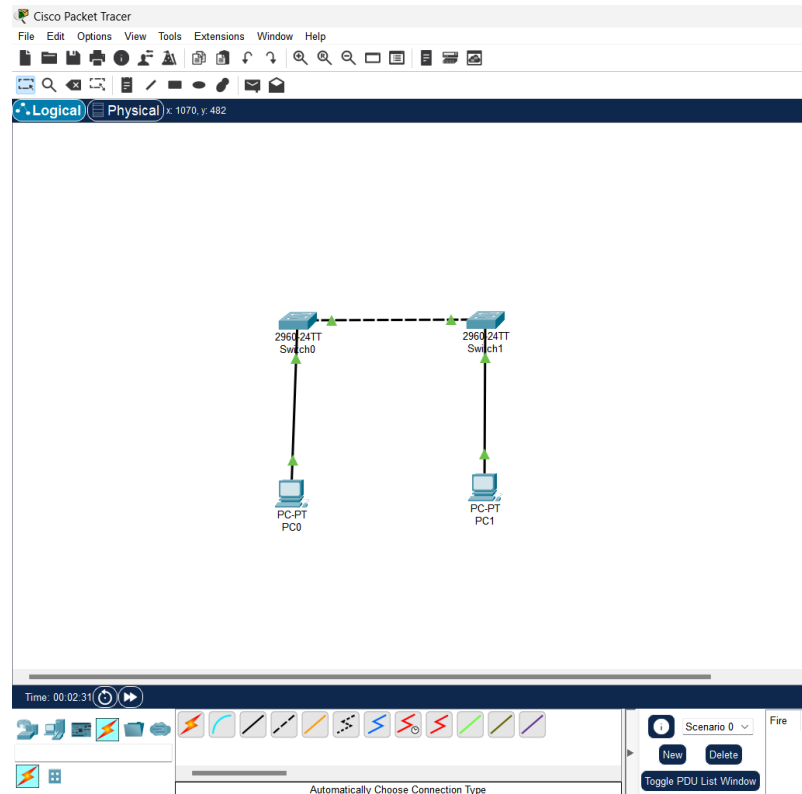 Cisco Packet Tracer
File Edit Options View Tools Extensions Window Help
Logical Physical x: 1070, y: 482
2960-24TT
Switch0
2960-24TT
Switch1
PC-PT
PC0
PC-PT
PC1
Time: 00:02:31
Scenario 0
Fire
New Delete
Toggle PDU List Window
Automatically Choose Connection Type